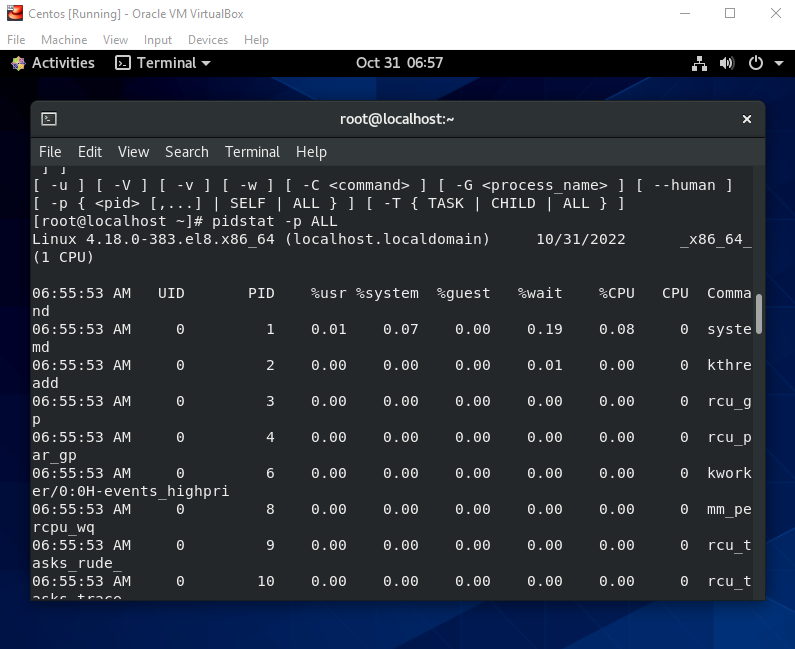 Centos [Running] - Oracle VM VirtualBox
File Machine View Input Devices Help
Activities Terminal Oct 31 06:57
root@localhost:~
File Edit View Search Terminal Help
] ]
[ -u ] [ -V ] [ -v ] [ -w ] [ -C <command> ] [ -G <process_name> ] [ --human ]
[ -p { <pid> [,...] | SELF | ALL } ] [ -T { TASK | CHILD | ALL } ]
[root@localhost ~]# pidstat -p ALL
Linux 4.18.0-383.el8.x86_64 (localhost.localdomain) 10/31/2022 _x86_64_
(1 CPU)
06:55:53 AM UID PID %usr %system %guest %wait %CPU CPU Comma
nd
06:55:53 AM 0 1 0.01 0.07 0.00 0.19 0.08 0 syste
md
06:55:53 AM 0 2 0.00 0.00 0.00 0.01 0.00 0 kthre
add
06:55:53 AM 0 3 0.00 0.00 0.00 0.00 0.00 0 rcu_g
p
06:55:53 AM 0 4 0.00 0.00 0.00 0.00 0.00 0 rcu_p
ar_gp
06:55:53 AM 0 6 0.00 0.00 0.00 0.00 0.00 0 kwork
er/0:0H-events_highpri
06:55:53 AM 0 8 0.00 0.00 0.00 0.00 0.00 0 mm_pe
rcpu_wq
06:55:53 AM 0 9 0.00 0.00 0.00 0.00 0.00 0 rcu_t
asks_rude_
06:55:53 AM 0 10 0.00 0.00 0.00 0.00 0.00 0 rcu_t
asks_trace